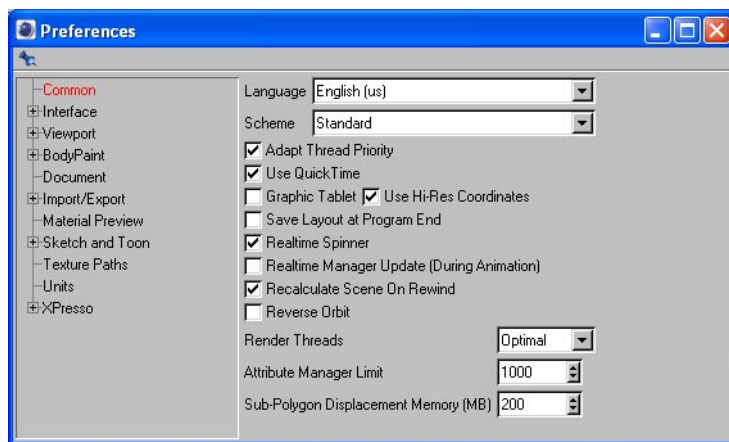 Preferences
Common
Interface
Viewport
BodyPaint
Document
Import/Export
Material Preview
Sketch and Toon
Texture Paths
Units
XPresso
Language English (us)
Scheme Standard
Adapt Thread Priority
Use QuickTime
Graphic Tablet Use Hi-Res Coordinates
Save Layout at Program End
Realtime Spinner
Realtime Manager Update (During Animation)
Recalculate Scene On Rewind
Reverse Orbit
Render Threads Optimal
Attribute Manager Limit 1000
Sub-Polygon Displacement Memory (MB) 200